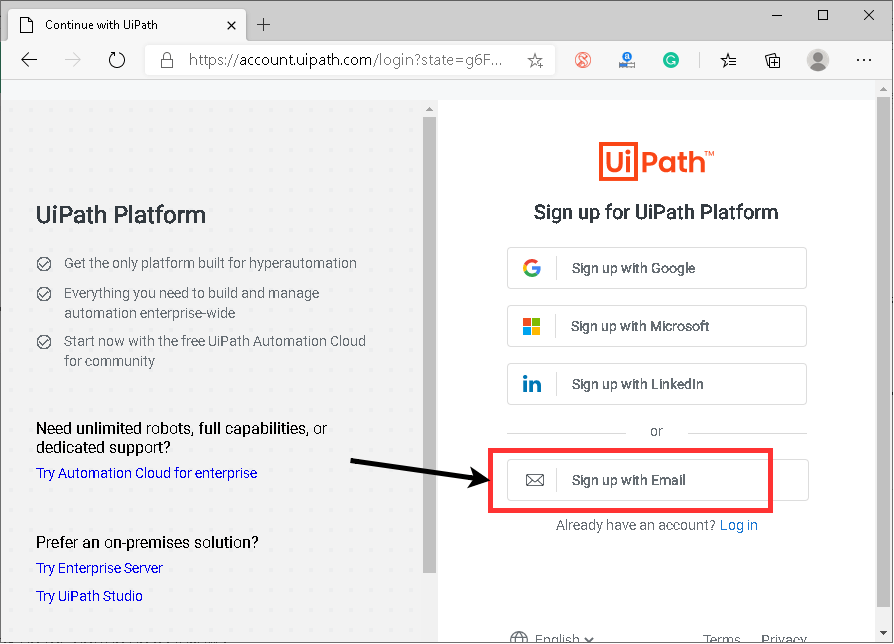 Continue with UiPath
https://account.uipath.com/login?state=g6F...
UiPath Platform
Get the only platform built for hyperautomation
Everything you need to build and manage
automation enterprise-wide
Start now with the free UiPath Automation Cloud
for community
Need unlimited robots, full capabilities, or
dedicated support?
Try Automation Cloud for enterprise
Prefer an on-premises solution?
Try Enterprise Server
Try UiPath Studio
UiPath™
Sign up for UiPath Platform
Sign up with Google
Sign up with Microsoft
in
Sign up with LinkedIn
or
Sign up with Email
Already have an account? Log in
English
Terms Privacy